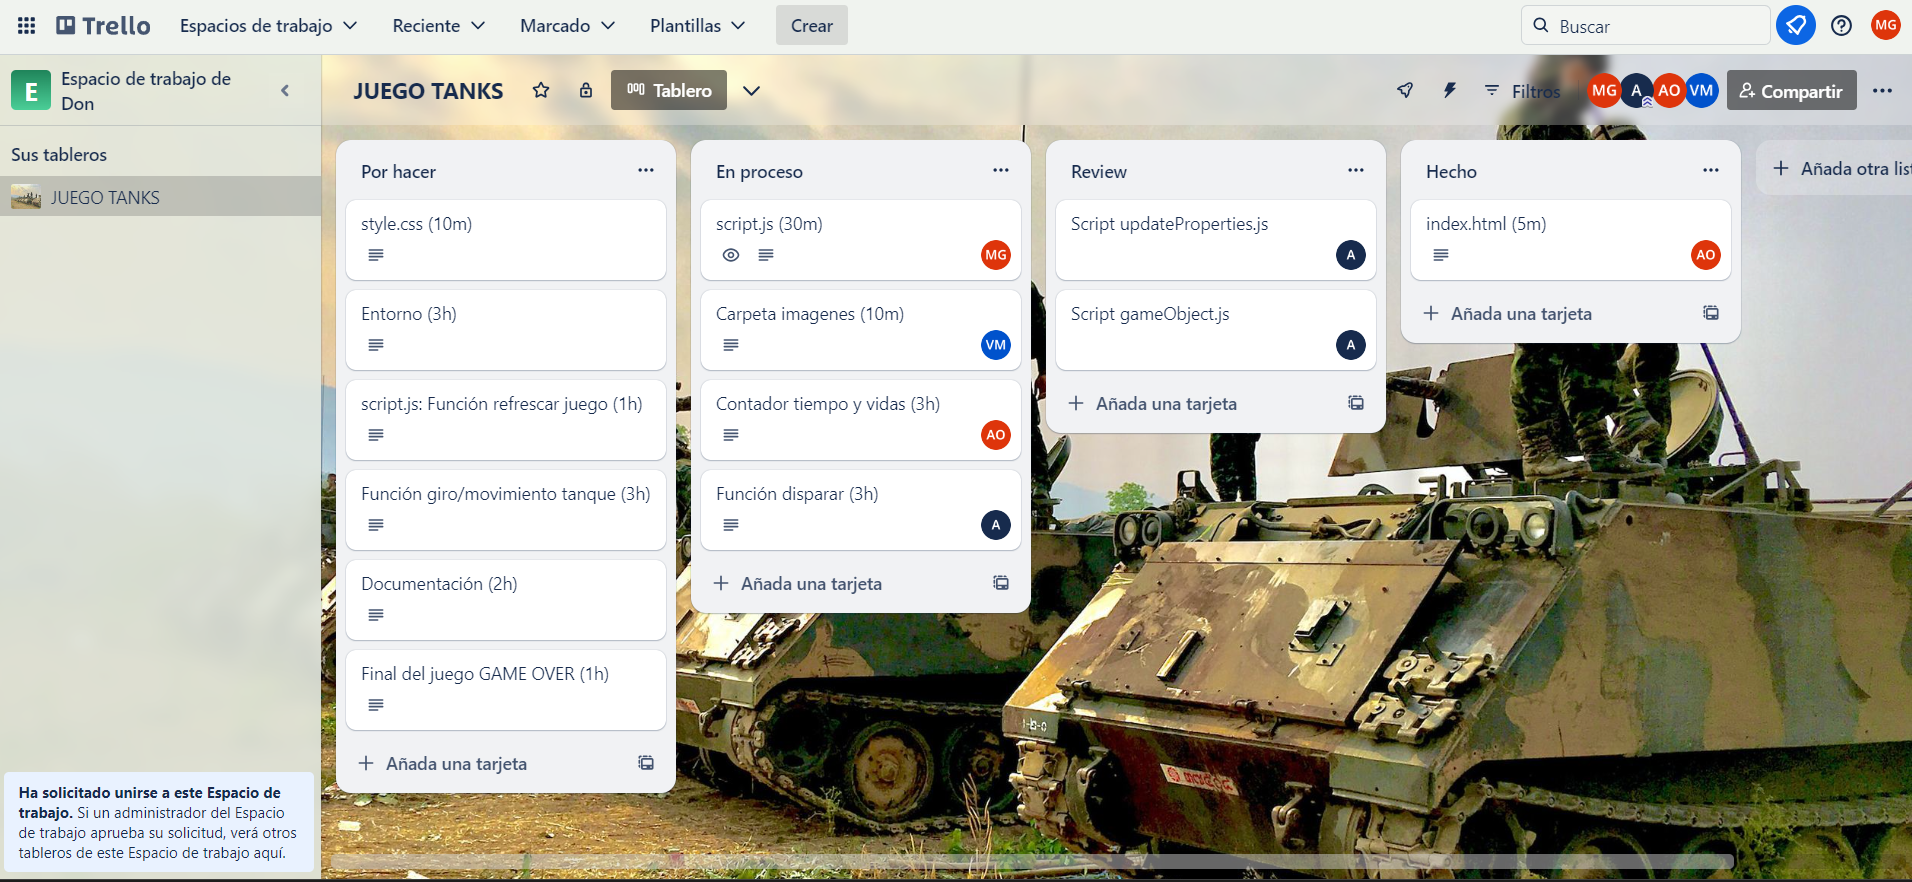 Trello
Espacios de trabajo
Reciente
Marcado
Plantillas
Crear
Buscar
MG
E
Espacio de trabajo de
Don
JUEGO TANKS
Tablero
Filtros
MG
A
AO
VM
Compartir
Sus tableros
JUEGO TANKS
Por hacer
style.css (10m)
Entorno (3h)
script.js: Función refrescar juego (1h)
Función giro/movimiento tanque (3h)
Documentación (2h)
Final del juego GAME OVER (1h)
Añada una tarjeta
En proceso
script.js (30m)
MG
Carpeta imagenes (10m)
VM
Contador tiempo y vidas (3h)
AO
Función disparar (3h)
A
Añada una tarjeta
Review
Script updateProperties.js
A
Script gameObject.js
A
Añada una tarjeta
Hecho
index.html (5m)
AO
Añada una tarjeta
Añada otra list
Ha solicitado unirse a este Espacio de
trabajo. Si un administrador del Espacio
de trabajo aprueba su solicitud, verá otros
tableros de este Espacio de trabajo aquí.